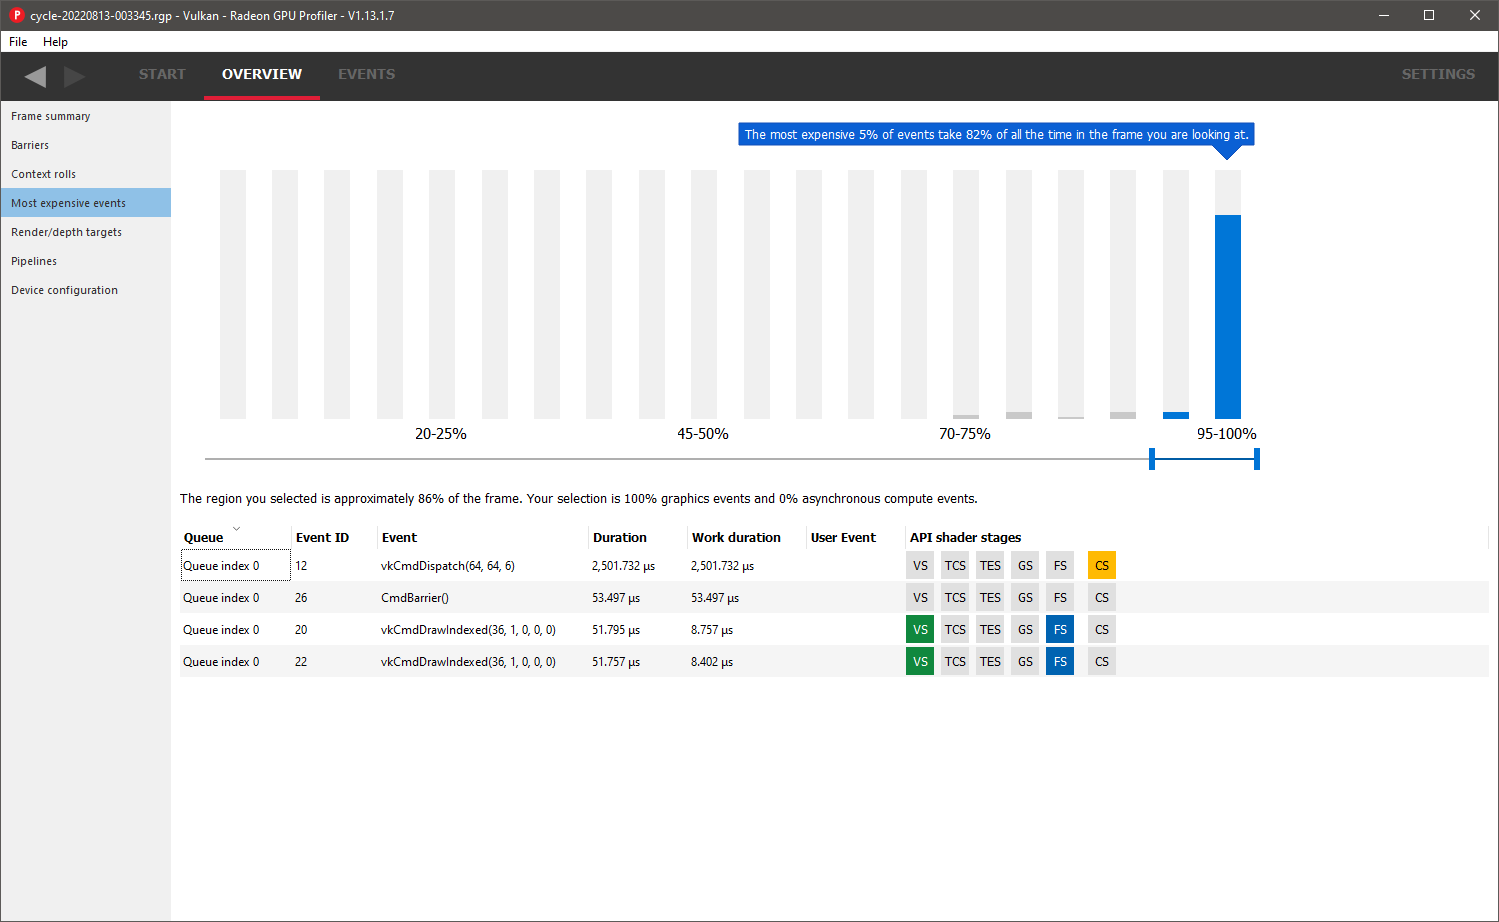 P cycle-20220813-003345.rgp - Vulkan - Radeon GPU Profiler - V1.13.1.7
File Help
START OVERVIEW EVENTS SETTINGS
Frame summary
Barriers
Context rolls
Most expensive events
Render/depth targets
Pipelines
Device configuration
The most expensive 5% of events take 82% of all the time in the frame you are looking at.
20-25% 45-50% 70-75% 95-100%
The region you selected is approximately 86% of the frame. Your selection is 100% graphics events and 0% asynchronous compute events.
Queue Event ID Event Duration Work duration User Event API shader stages
Queue index 0 12 vkCmdDispatch(64, 64, 6) 2,501.732 µs 2,501.732 µs VS TCS TES GS FS CS
Queue index 0 26 CmdBarrier() 53.497 µs 53.497 µs VS TCS TES GS FS CS
Queue index 0 20 vkCmdDrawIndexed(36, 1, 0, 0, 0) 51.795 µs 8.757 µs VS TCS TES GS FS CS
Queue index 0 22 vkCmdDrawIndexed(36, 1, 0, 0, 0) 51.757 µs 8.402 µs VS TCS TES GS FS CS